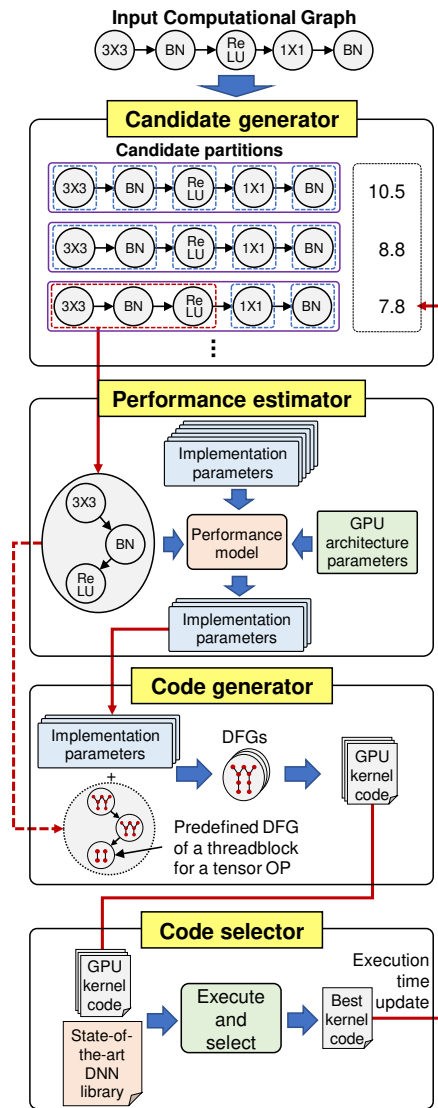 Input Computational Graph
3X3 BN Re 1X1 BN
LU
Candidate generator
Candidate partitions
3X3 BN Re 1X1 BN 10.5
LU
3X3 BN Re 1X1 BN 8.8
LU
3X3 BN Re 1X1 BN 7.8
LU
Performance estimator
Implementation
parameters
3X3
BN
Re
LU
Performance
model
GPU
architecture
parameters
Implementation
parameters
Code generator
Implementation
parameters
+
DFGs
GPU
kernel
code
Predefined DFG
of a threadblock
for a tensor OP
Code selector
GPU
kernel
code
State-of-
the-art
DNN
library
Execute
and
select
Best
kernel
code
Execution
time
update